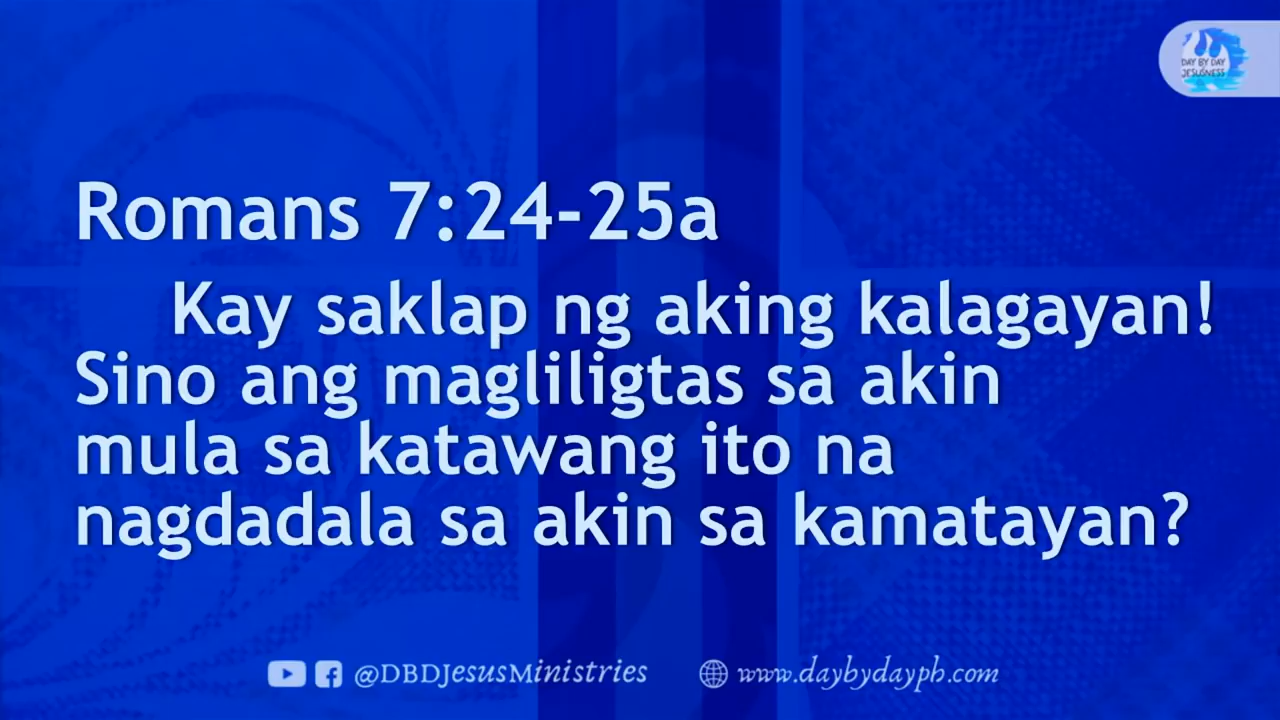 DAY BY DAY
JESUSNESS
Romans 7:24-25a
Kay saklap ng aking kalagayan!
Sino ang magliligtas sa akin
mula sa katawang ito na
nagdadala sa akin sa kamatayan?
@DBDJesusMinistries www.daybydayph.com